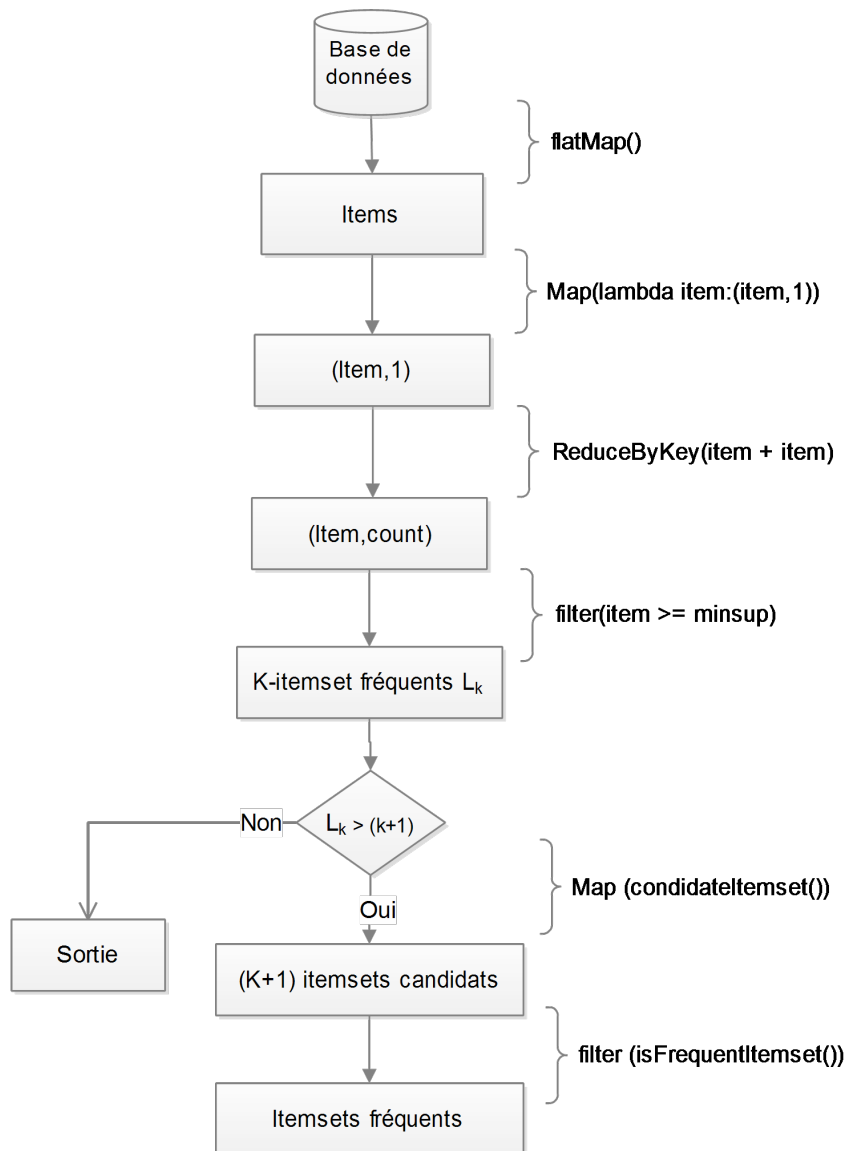 Base de
données
flatMap()
Items
Map(lambda item:(item,1))
(Item,1)
ReduceByKey(item + item)
(Item,count)
filter(item >= minsup)
K-itemset fréquents Lk
Lk > (k+1)
Non
Map (condidateItemset())
Oui
Sortie
(K+1) itemsets candidats
filter (isFrequentItemset())
Itemsets fréquents